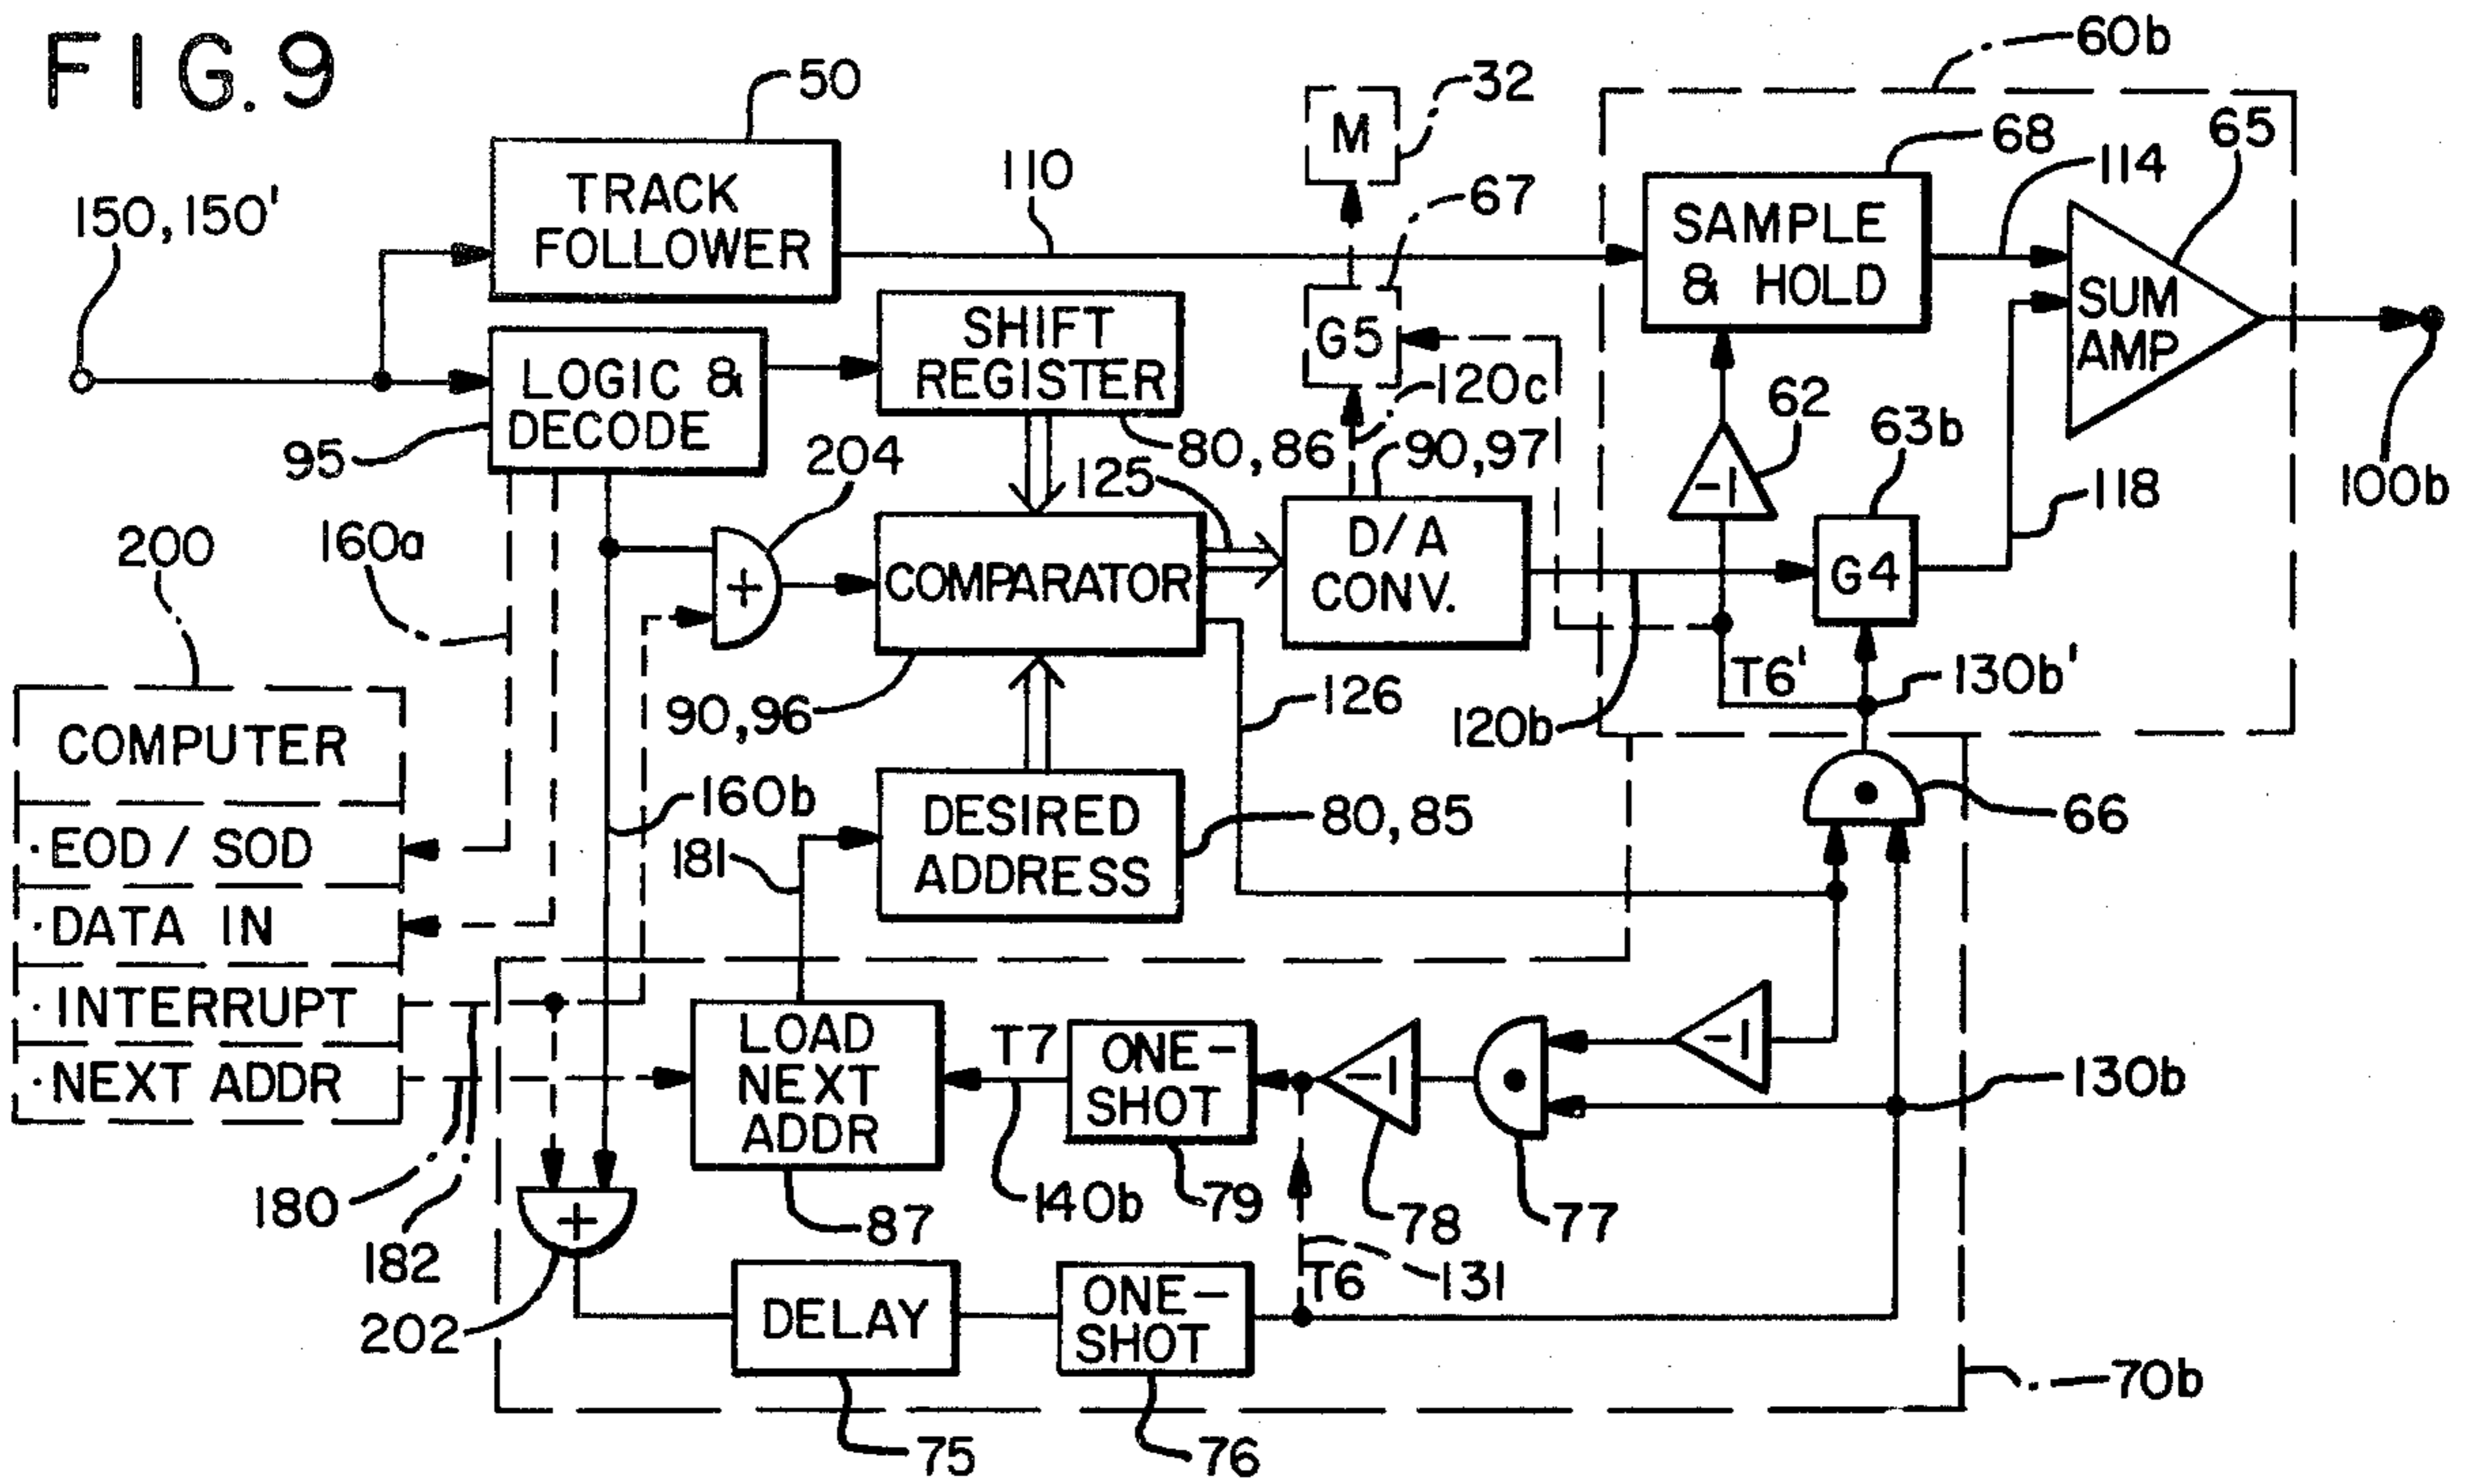 FIG. 9
50
32
60b
68
65
114
150, 150'
110
67
M
TRACK
FOLLOWER
SAMPLE
& HOLD
SUM
AMP
SHIFT
REGISTER
G5
LOGIC &
DECODE
120c
62
63b
95
204
80, 86
125
90, 97
-1
118
100b
200
160a
+
COMPARATOR
D/A
CONV.
G4
90, 96
126
120b
T6'
130b'
COMPUTER
160b
DESIRED
ADDRESS
80, 85
66
181
· EOD / SOD
· DATA IN
· INTERRUPT
· NEXT ADDR
LOAD
NEXT
ADDR
T7
ONE-
SHOT
-1
-1
130b
180
182
87
140b
79
78
77
+
202
DELAY
ONE-
SHOT
T6
131
70b
75
76